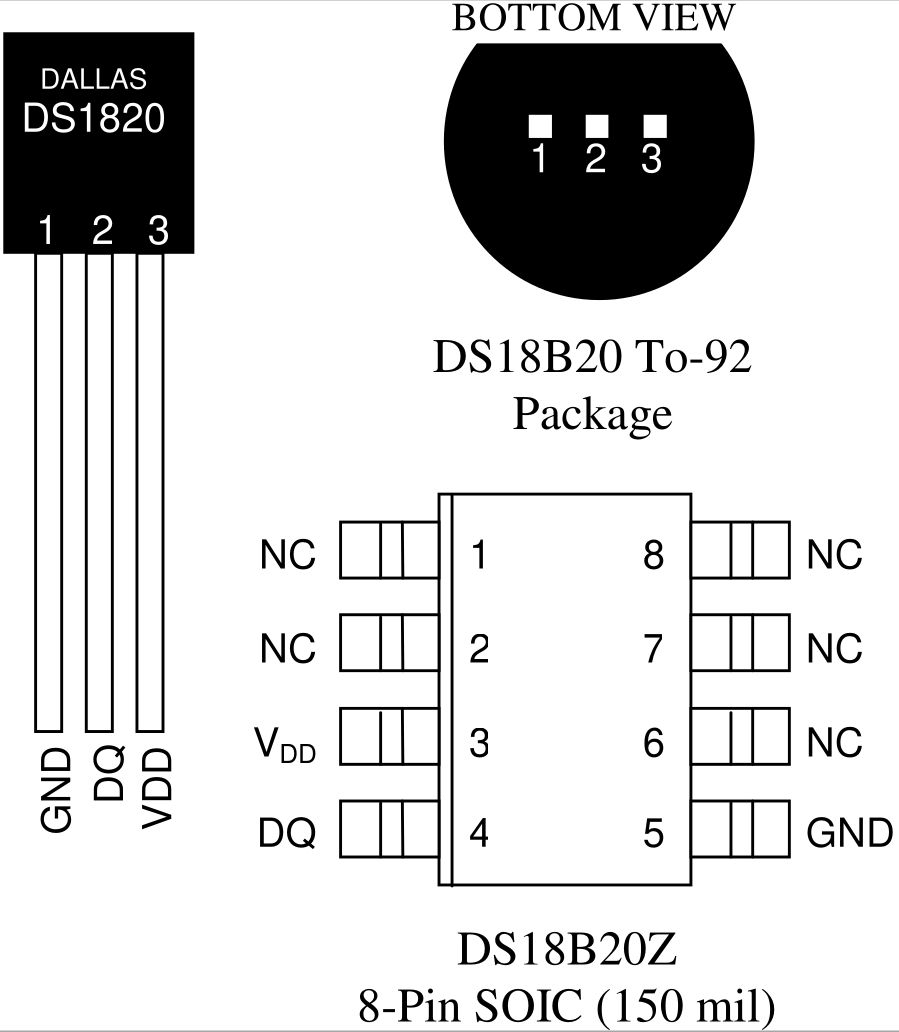 DALLAS
DS1820
1 2 3
GND
DQ
VDD
BOTTOM VIEW
1 2 3
DS18B20 To-92
Package
NC 1 8 NC
NC 2 7 NC
VDD 3 6 NC
DQ 4 5 GND
DS18B20Z
8-Pin SOIC (150 mil)